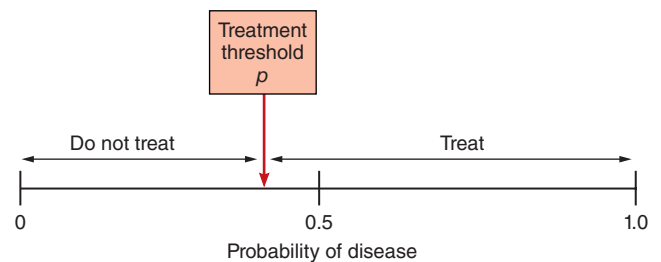 Treatment
threshold
p
Do not treat
Treat
0
0.5
1.0
Probability of disease